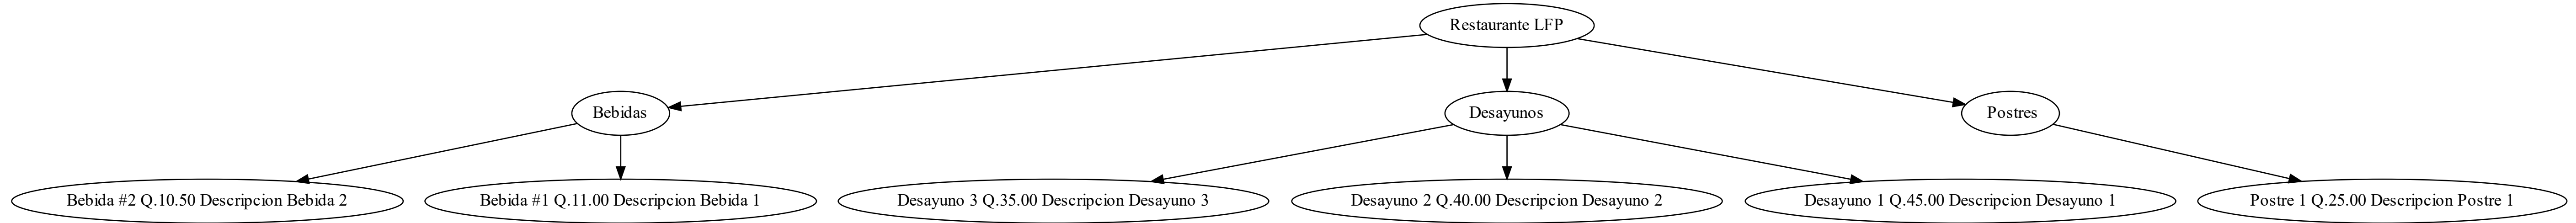 Restaurante LFP
Bebidas
Desayunos
Postres
Bebida #2 Q.10.50 Descripcion Bebida 2
Bebida #1 Q.11.00 Descripcion Bebida 1
Desayuno 3 Q.35.00 Descripcion Desayuno 3
Desayuno 2 Q.40.00 Descripcion Desayuno 2
Desayuno 1 Q.45.00 Descripcion Desayuno 1
Postre 1 Q.25.00 Descripcion Postre 1